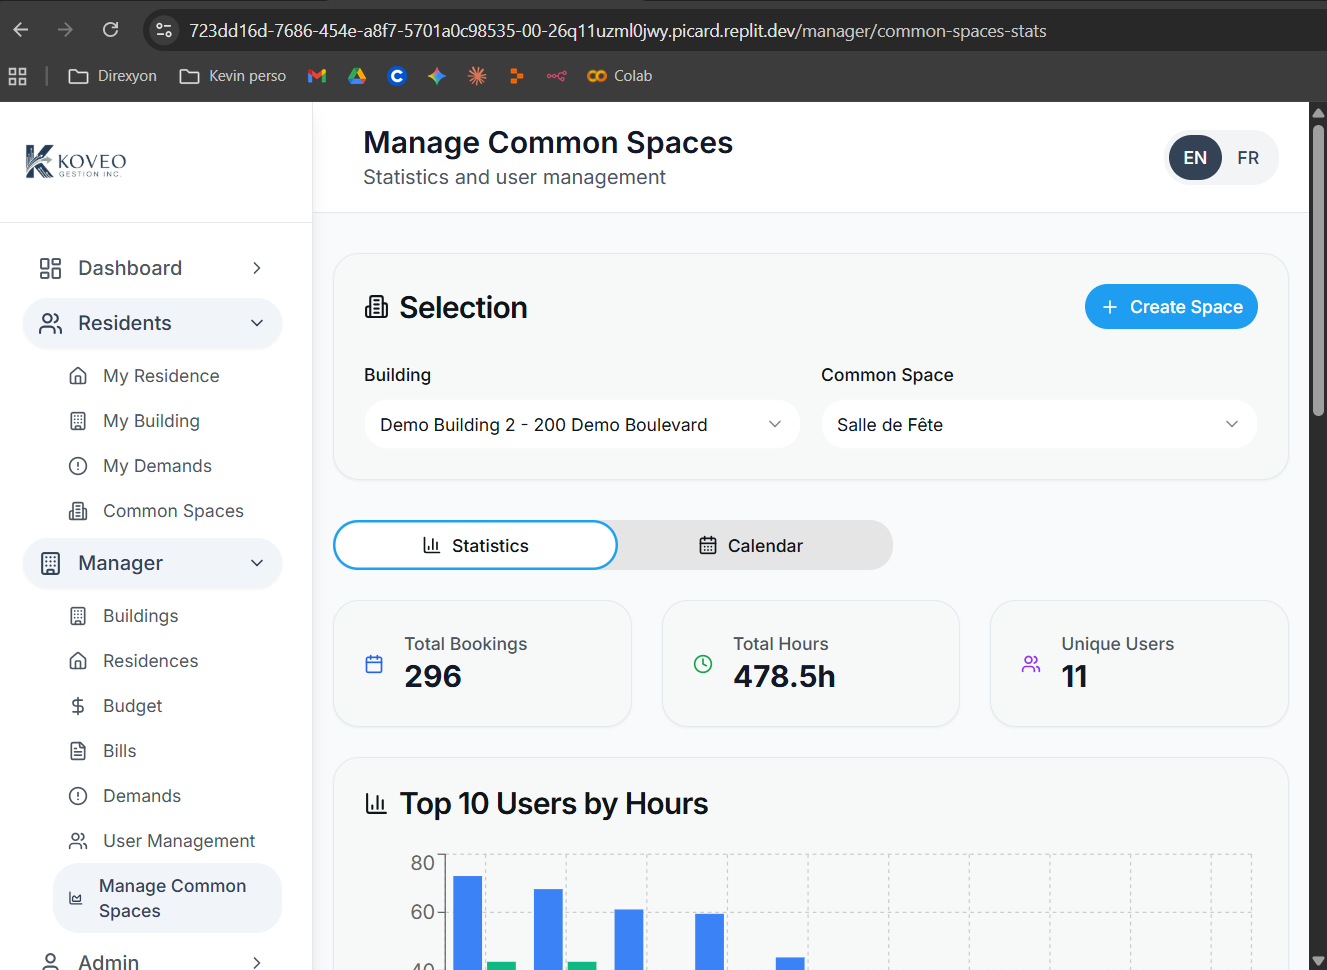 723dd16d-7686-454e-a8f7-5701a0c98535-00-26q11uzml0jwy.picard.replit.dev/manager/common-spaces-stats
Direxyon
Kevin perso
Colab
KOVEO
GESTION INC.
Manage Common Spaces
Statistics and user management
EN
FR
Dashboard
Residents
My Residence
My Building
My Demands
Common Spaces
Manager
Buildings
Residences
Budget
Bills
Demands
User Management
Manage Common
Spaces
Admin
Selection
Create Space
Building
Common Space
Demo Building 2 - 200 Demo Boulevard
Salle de Fête
Statistics
Calendar
Total Bookings
296
Total Hours
478.5h
Unique Users
11
Top 10 Users by Hours
80
60
40